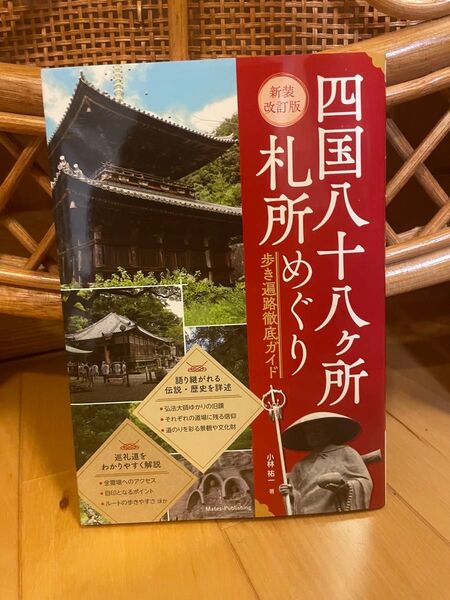 新装
改訂版
四国八十八ヶ所
札所めぐり
歩き遍路徹底ガイド
小林 祐一 著
語り継がれる
伝説・歴史を詳述
●弘法大師ゆかりの旧蹟
●それぞれの道場に残る信仰
●道のりを彩る景観や文化財
巡礼道を
わかりやすく解説
●全霊場へのアクセス
●目印となるポイント
●ルートの歩きやすさ ほか
Mates-Publishing